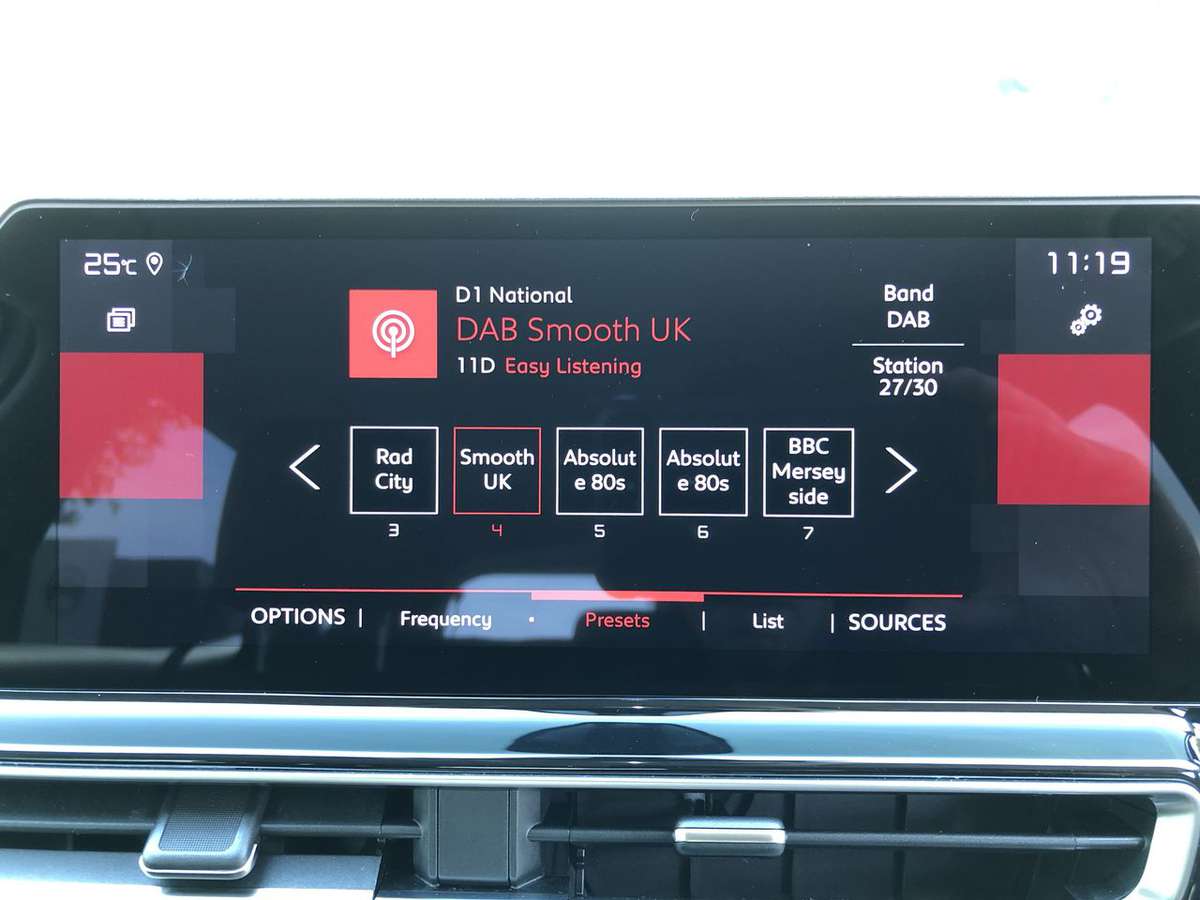 25°C
11:19
D1 National
DAB Smooth UK
11D Easy Listening
Band
DAB
Station
27/30
Rad
City
3
Smooth
UK
4
Absolut
e 80s
5
Absolut
e 80s
6
BBC
Mersey
side
7
OPTIONS | Frequency • Presets | List | SOURCES